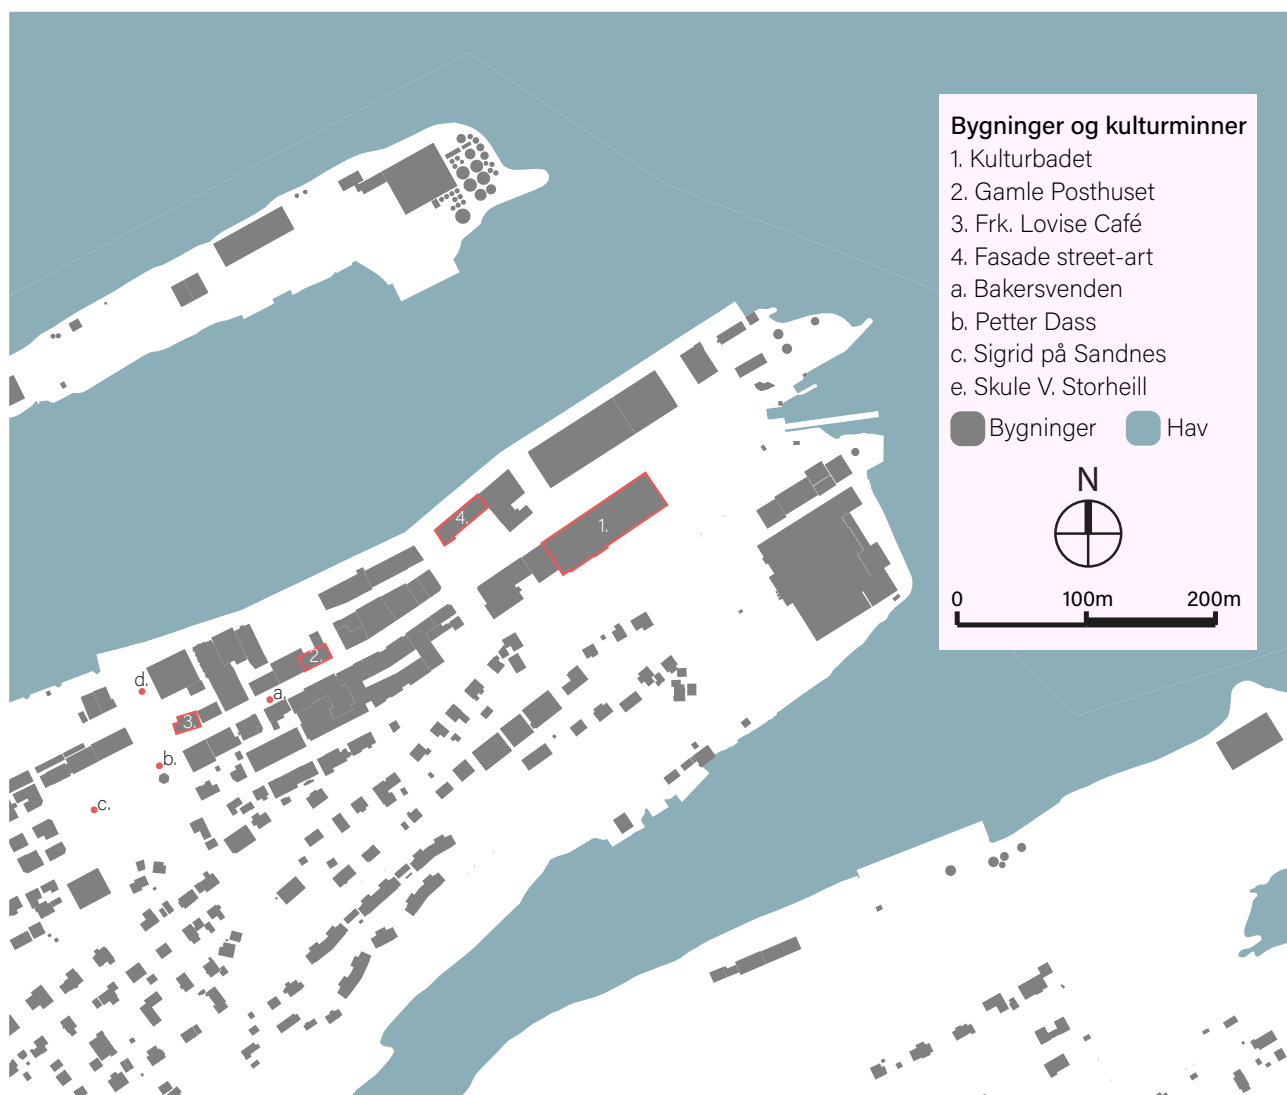 Bygninger og kulturminner
1. Kulturbadet
2. Gamle Posthuset
3. Frk. Lovise Café
4. Fasade street-art
a. Bakersvenden
b. Petter Dass
c. Sigrid på Sandnes
e. Skule V. Storheill
Bygninger Hav
N
0 100m 200m
4.
1.
2.
d.
a.
3.
b.
c.